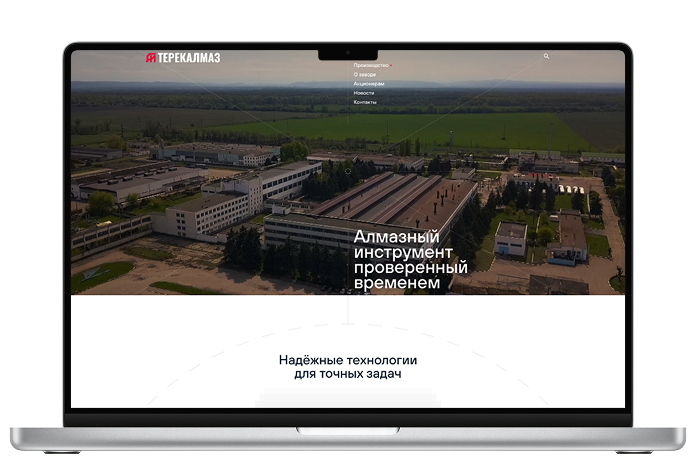 ТЕРЕКАЛМАЗ
Производство
О заводе
Акционерам
Новости
Контакты
Алмазный
инструмент
проверенный
временем
Надёжные технологии
для точных задач